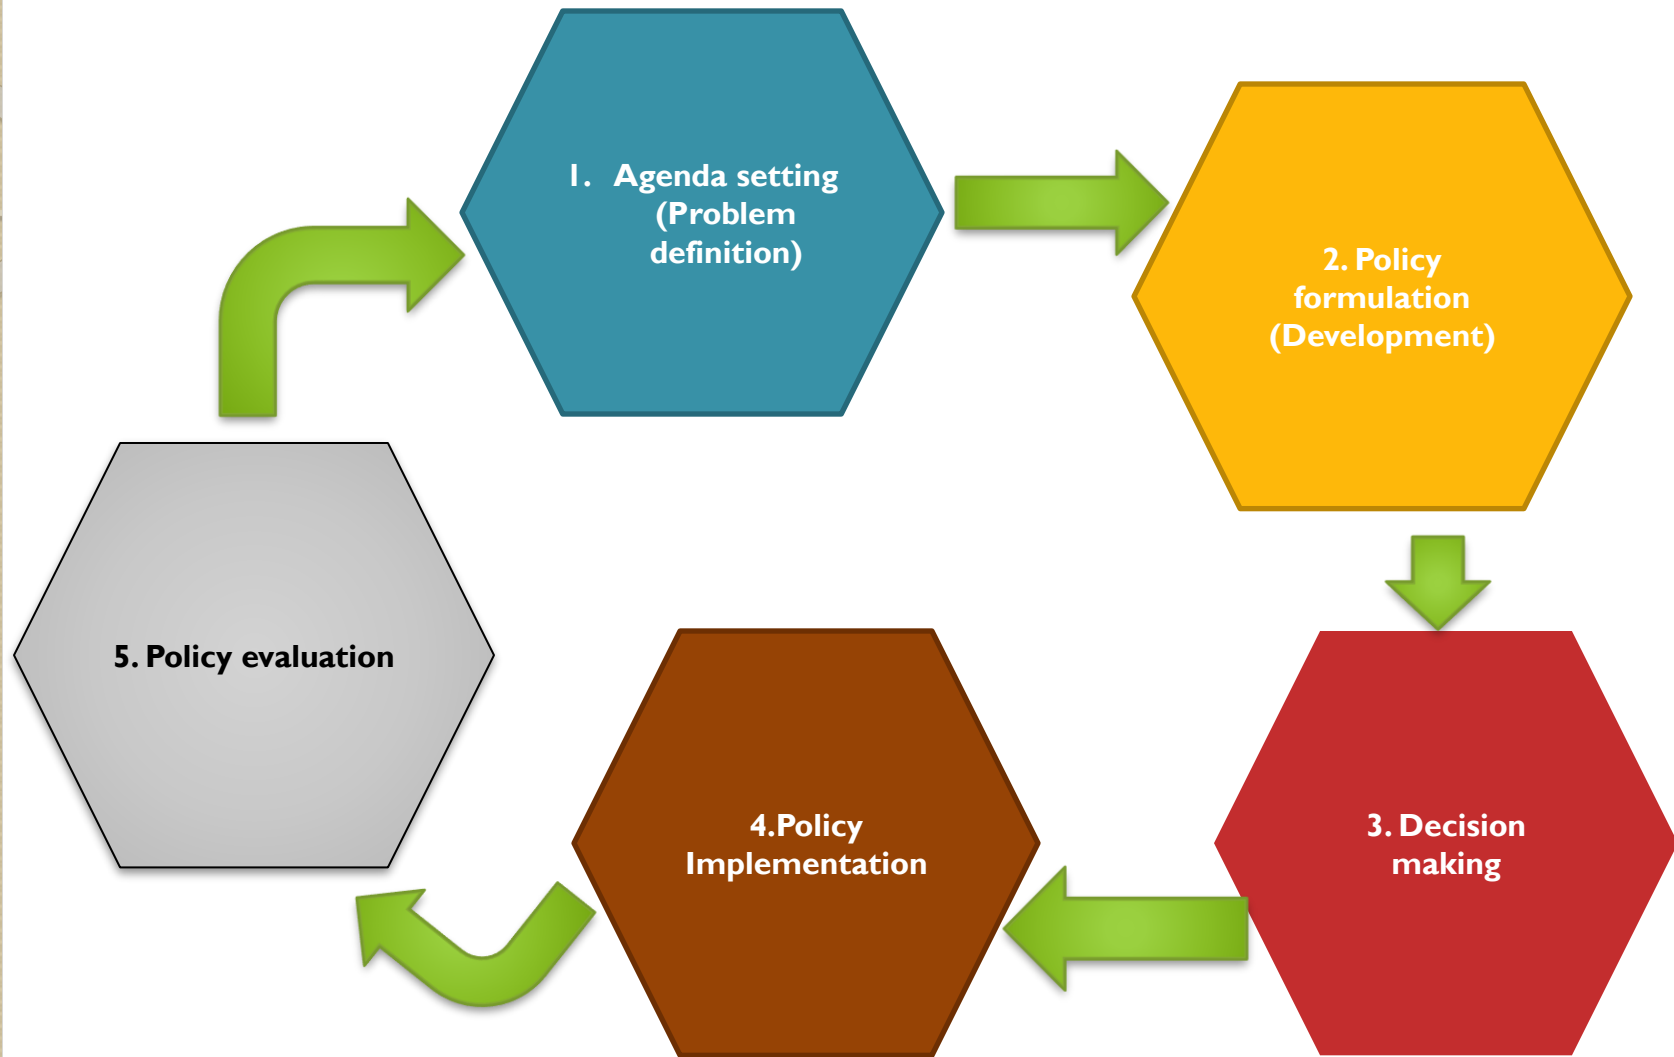 1. Agenda setting
(Problem
definition)
2. Policy
formulation
(Development)
3. Decision
making
4.Policy
Implementation
5. Policy evaluation